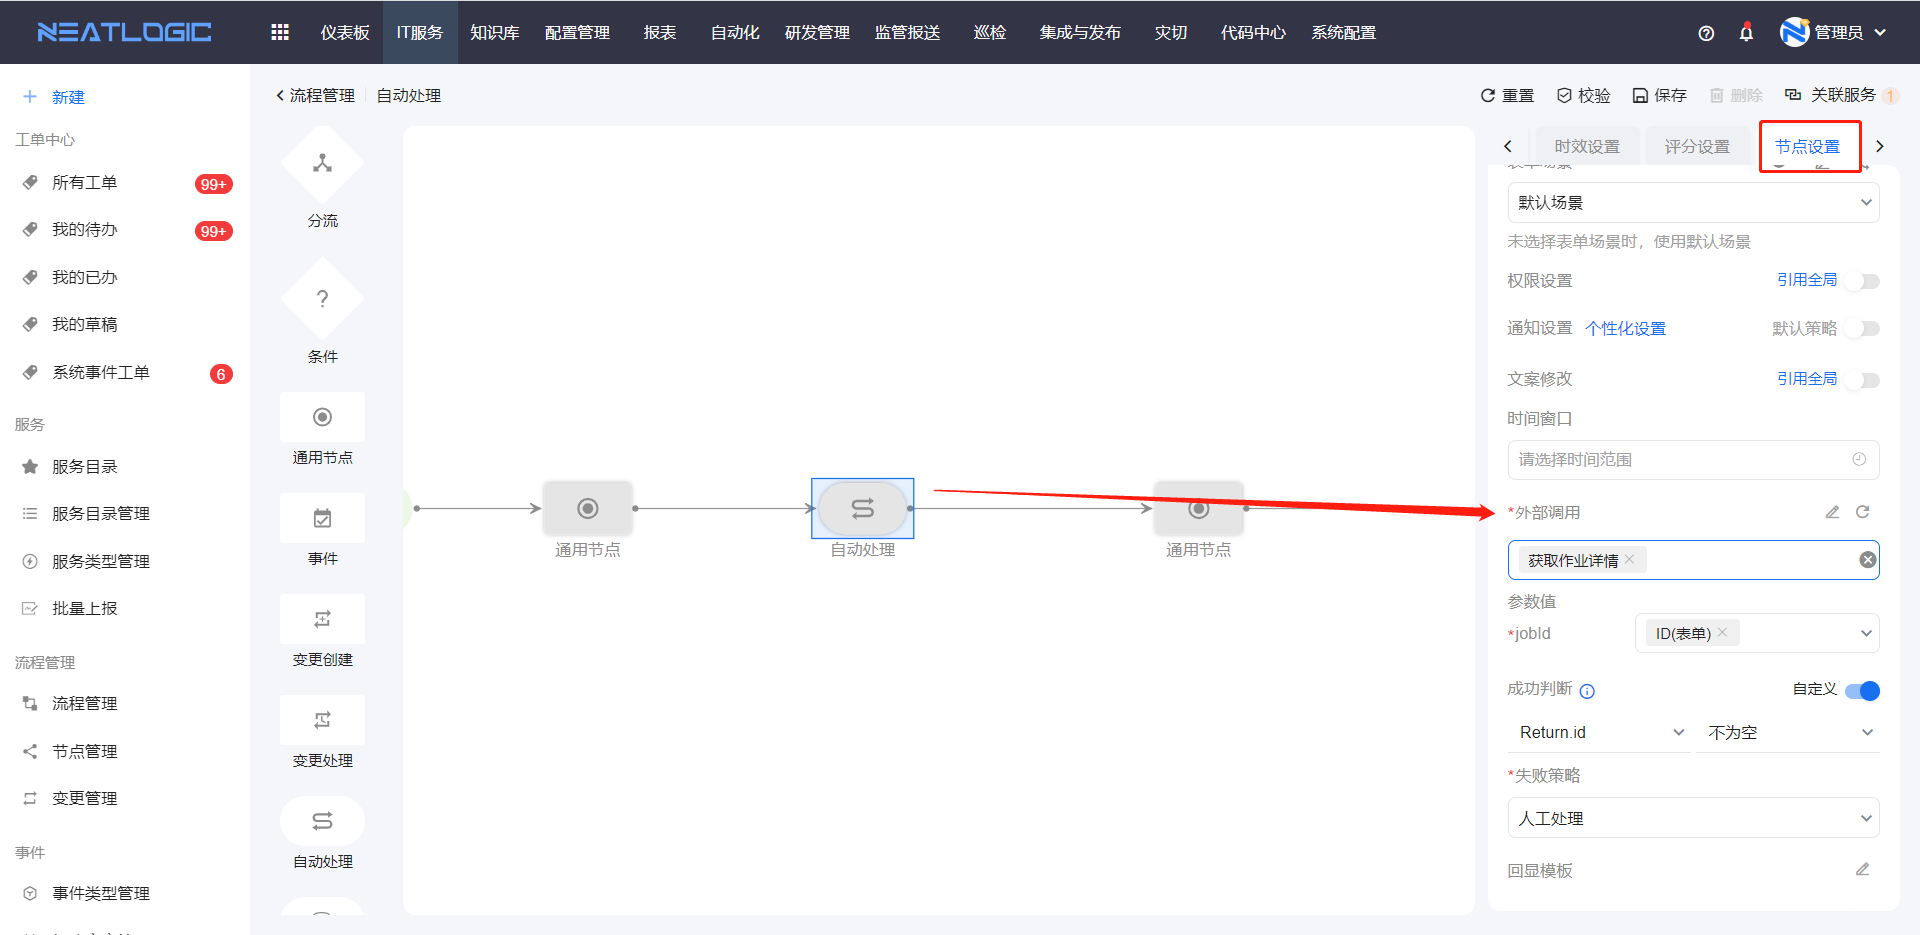 NEATLOGIC
仪表板 IT服务 知识库 配置管理 报表 自动化 研发管理 监管报送 巡检 集成与发布 灾切 代码中心 系统配置
管理员
新建
工单中心
所有工单 99+
我的待办 99+
我的已办
我的草稿
系统事件工单 6
服务
服务目录
服务目录管理
服务类型管理
批量上报
流程管理
流程管理
节点管理
变更管理
事件
事件类型管理
流程管理 自动处理
重置 校验 保存 删除 关联服务 1
分流
条件
通用节点
事件
变更创建
变更处理
自动处理
通用节点
自动处理
通用节点
时效设置 评分设置 节点设置
默认场景
未选择表单场景时，使用默认场景
权限设置 引用全局
通知设置 个性化设置 默认策略
文案修改 引用全局
时间窗口
请选择时间范围
*外部调用
获取作业详情
参数值
*jobId ID(表单)
成功判断 自定义
Return.id 不为空
*失败策略
人工处理
回显模板